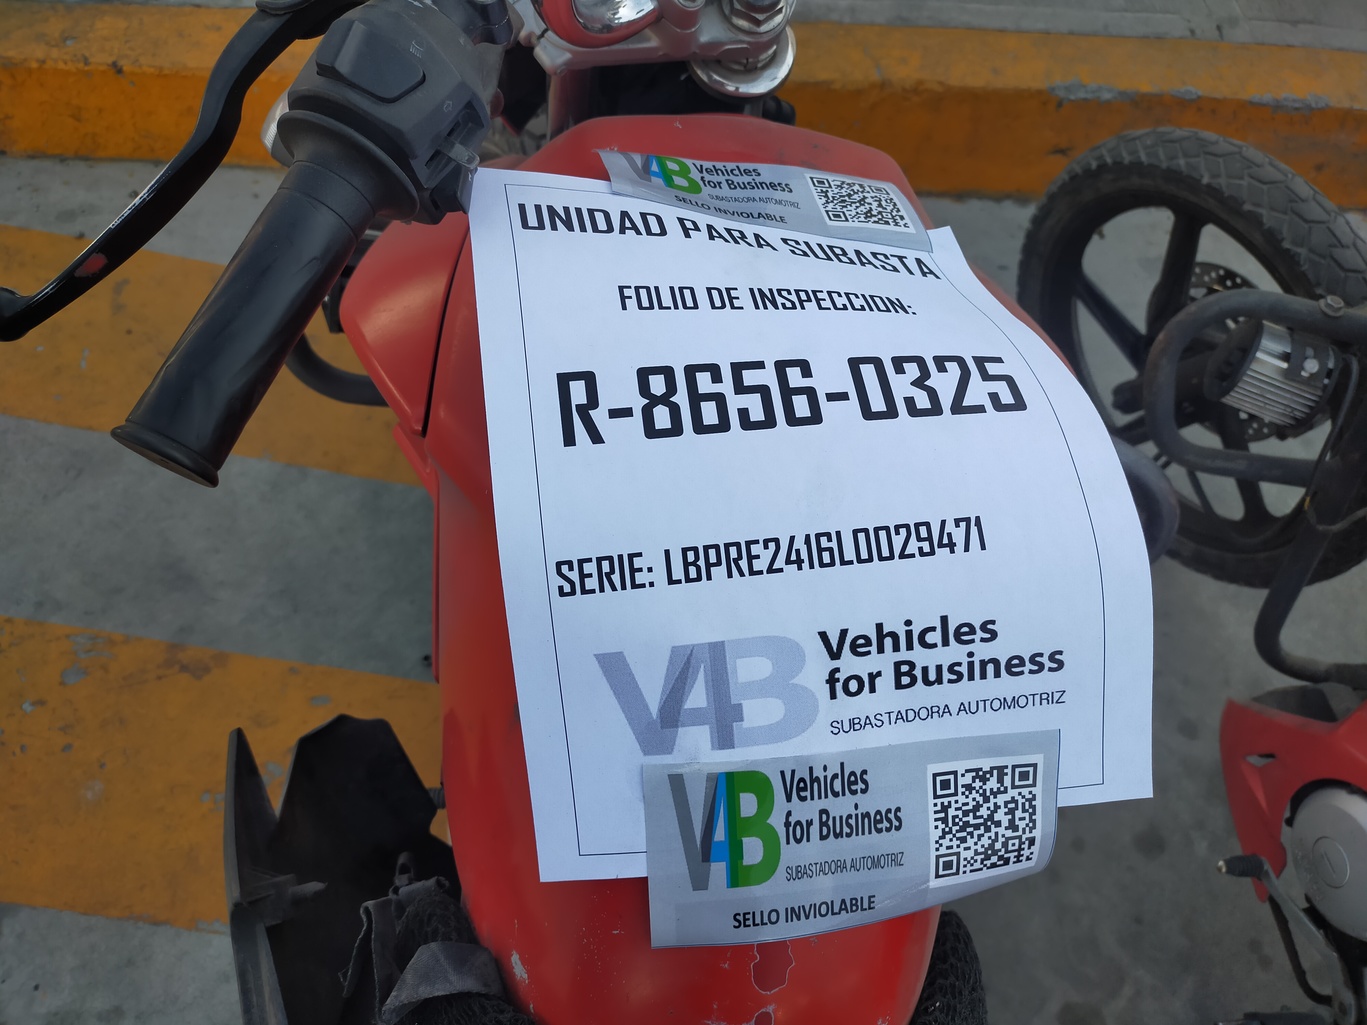 V4B Vehicles
for Business
SUBASTADORA AUTOMOTRIZ
SELLO INVIOLABLE
UNIDAD PARA SUBASTA
FOLIO DE INSPECCION:
R-8656-0325
SERIE: LBPRE2416L0029471
V4B Vehicles
for Business
SUBASTADORA AUTOMOTRIZ
V4B Vehicles
for Business
SUBASTADORA AUTOMOTRIZ
SELLO INVIOLABLE